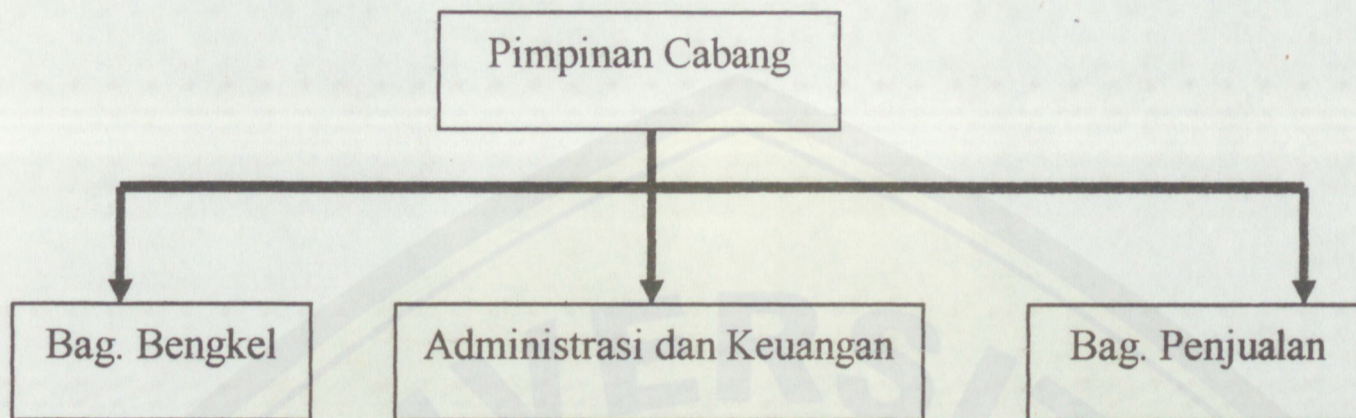 Pimpinan Cabang
Bag. Bengkel
Administrasi dan Keuangan
Bag. Penjualan